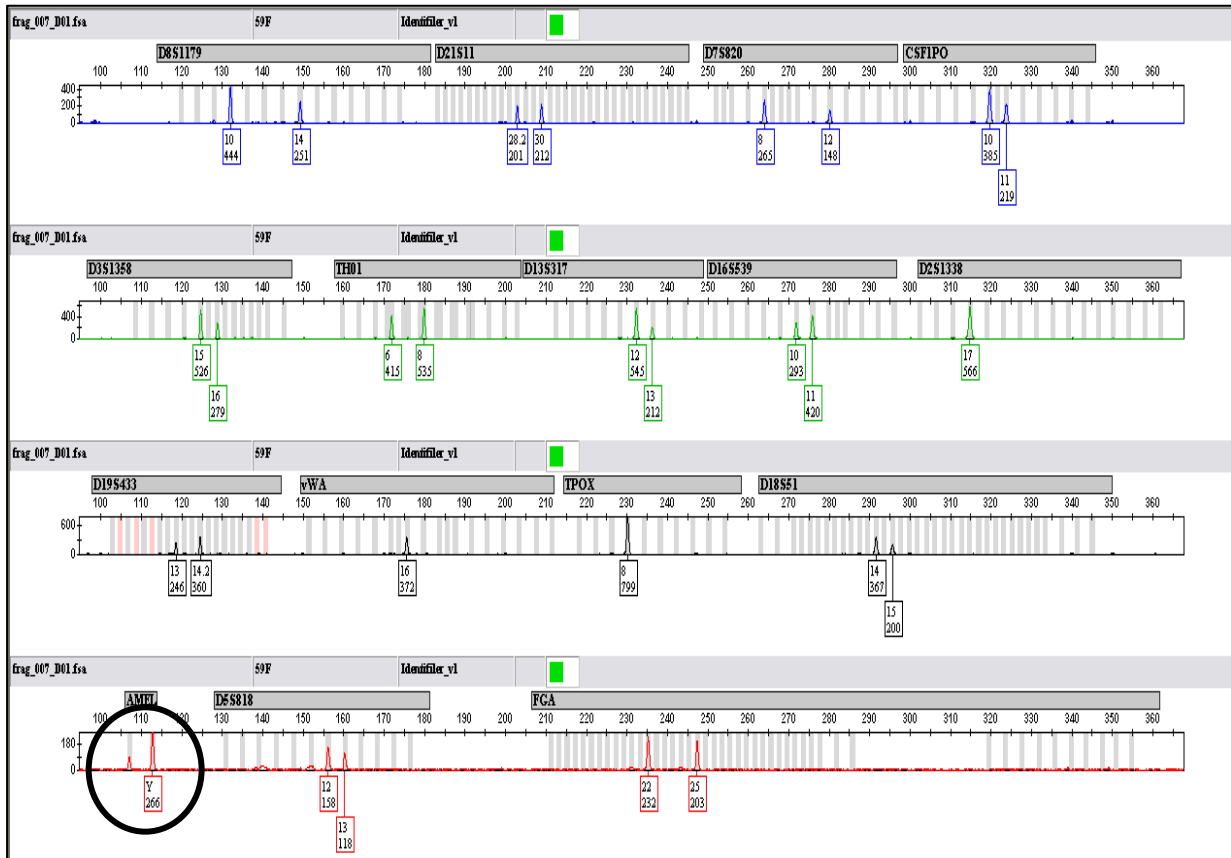 frag_007_D01.fsa 59F Identifiler_v1
D8S1179 D21S11 D7S820 CSF1PO
100 110 120 130 140 150 160 170 180 190 200 210 220 230 240 250 260 270 280 290 300 310 320 330 340 350 360
400
200
0
10 14 28.2 30 8 12 10
444 251 201 212 265 148 385
11
219
frag_007_D01.fsa 59F Identifiler_v1
D3S1358 TH01 D13S317 D16S539 D2S1338
100 110 120 130 140 150 160 170 180 190 200 210 220 230 240 250 260 270 280 290 300 310 320 330 340 350 360
400
0
15 6 8 12 10 17
526 415 535 545 293 566
16 13 11
279 212 420
frag_007_D01.fsa 59F Identifiler_v1
D19S433 vWA TPOX D18S51
100 110 120 130 140 150 160 170 180 190 200 210 220 230 240 250 260 270 280 290 300 310 320 330 340 350 360
600
0
13 14.2 16 8 14
246 360 372 799 367
15
200
frag_007_D01.fsa 59F Identifiler_v1
AMEL D5S818 FGA
100 110 120 130 140 150 160 170 180 190 200 210 220 230 240 250 260 270 280 290 300 310 320 330 340 350 360
180
0
Y 12 22 25
266 158 232 203
13
118